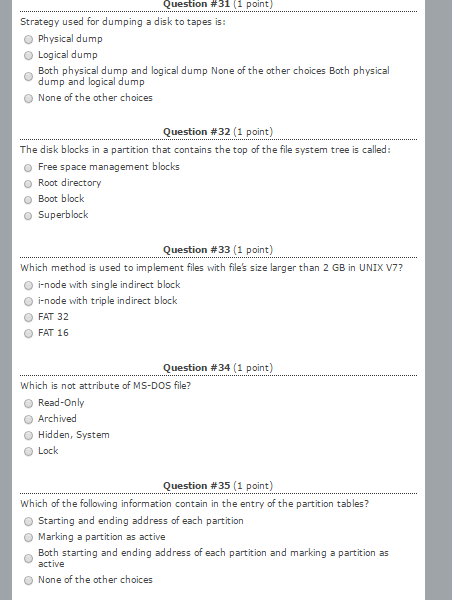 Question #31 (1 point)
Strategy used for dumping a disk to tapes is:
Physical dump
Logical dump
Both physical dump and logical dump None of the other choices Both physical
dump and logical dump
None of the other choices
Question #32 (1 point)
The disk blocks in a partition that contains the top of the file system tree is called:
Free space management blocks
Root directory
Boot block
Superblock
Question #33 (1 point)
Which method is used to implement files with file's size larger than 2 GB in UNIX V7?
i-node with single indirect block
i-node with triple indirect block
FAT 32
FAT 16
Question #34 (1 point)
Which is not attribute of MS-DOS file?
Read-Only
Archived
Hidden, System
Lock
Question #35 (1 point)
Which of the following information contain in the entry of the partition tables?
Starting and ending address of each partition
Marking a partition as active
Both starting and ending address of each partition and marking a partition as
active
None of the other choices